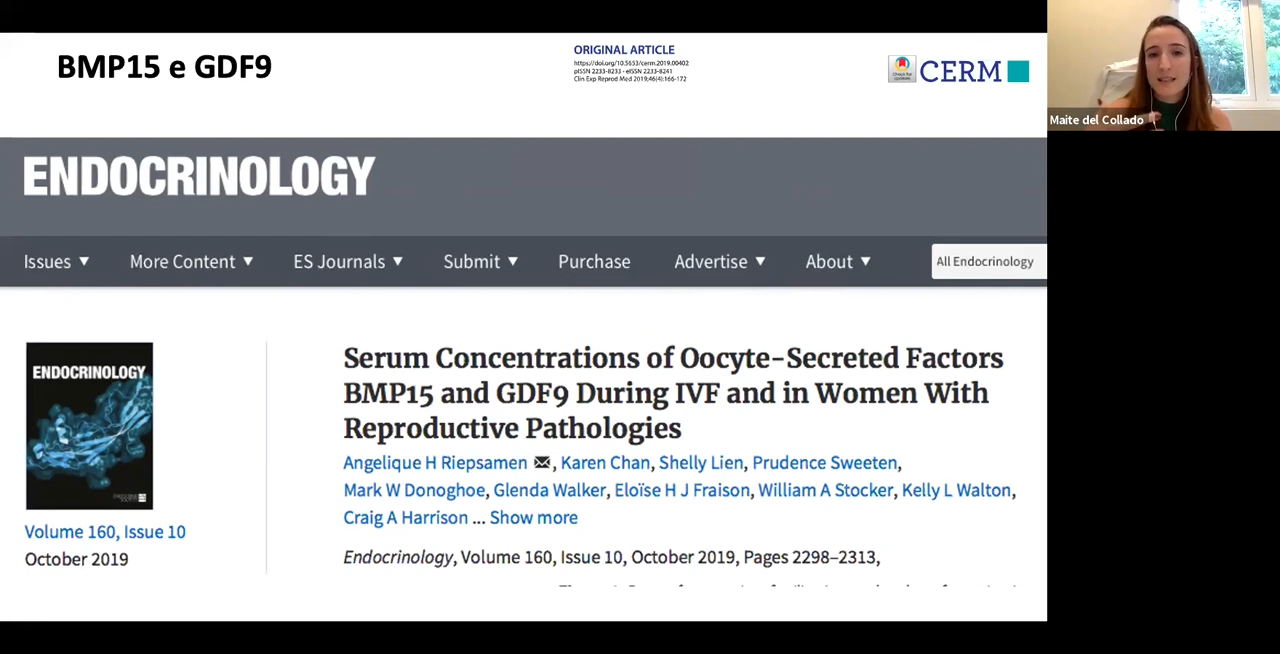 BMP15 e GDF9
ORIGINAL ARTICLE
https://doi.org/10.5653/cerm.2019.00402
pISSN 2233-8233 · eISSN 2233-8241
Clin Exp Reprod Med 2019;46(4):166-172
CERM
Maite del Collado
ENDOCRINOLOGY
Issues ▼ More Content ▼ ES Journals ▼ Submit ▼ Purchase Advertise ▼ About ▼ All Endocrinology
ENDOCRINOLOGY
Volume 160, Issue 10
October 2019
Serum Concentrations of Oocyte-Secreted Factors
BMP15 and GDF9 During IVF and in Women With
Reproductive Pathologies
Angelique H Riepsamen ✉, Karen Chan, Shelly Lien, Prudence Sweeten,
Mark W Donoghoe, Glenda Walker, Eloïse H J Fraison, William A Stocker, Kelly L Walton,
Craig A Harrison ... Show more
Endocrinology, Volume 160, Issue 10, October 2019, Pages 2298–2313,